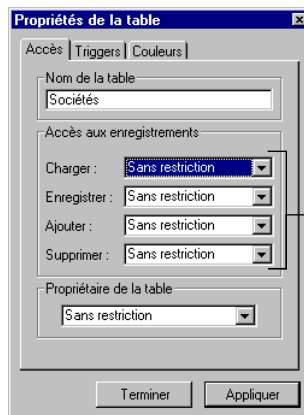 Propriétés de la table
Accès Triggers Couleurs
Nom de la table
Sociétés
Accès aux enregistrements
Charger : Sans restriction
Enregistrer : Sans restriction
Ajouter : Sans restriction
Supprimer : Sans restriction
Propriétaire de la table
Sans restriction
Terminer Appliquer